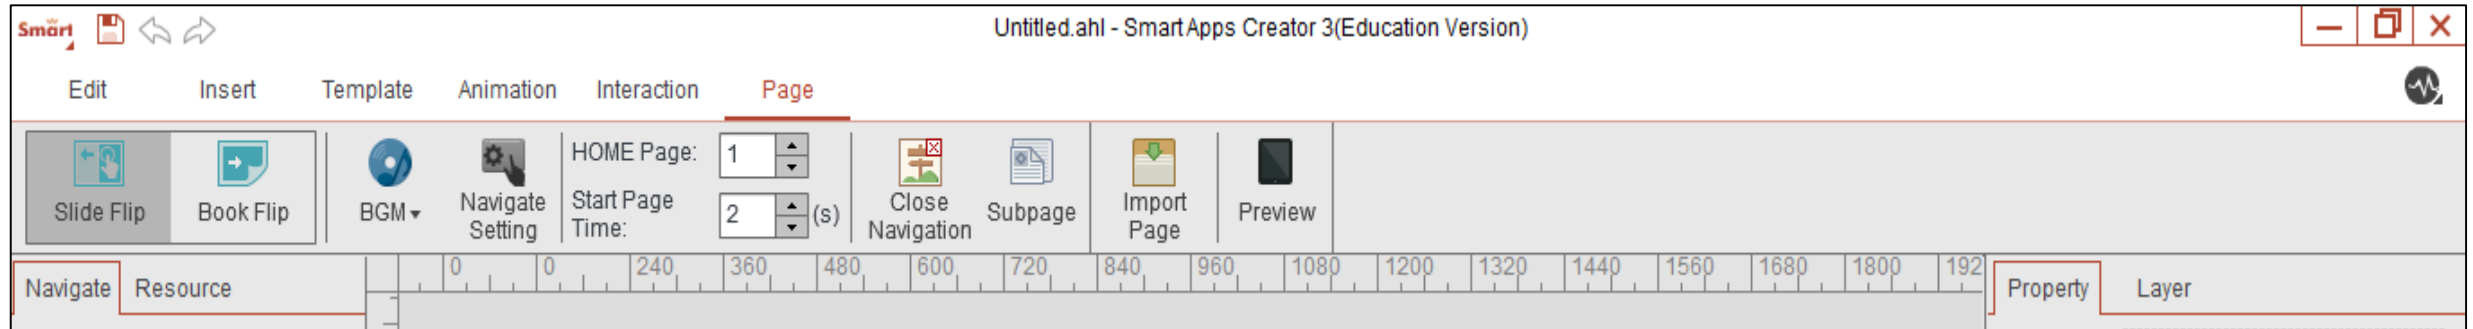 Smart
Untitled.ahl - Smart Apps Creator 3(Education Version)
Edit Insert Template Animation Interaction Page
Slide Flip
Book Flip
BGM
Navigate
Setting
HOME Page: 1
Start Page
Time: 2 (s)
Close
Navigation
Subpage
Import
Page
Preview
Navigate Resource
0 0 240 360 480 600 720 840 960 1080 1200 1320 1440 1560 1680 1800 192
Property Layer